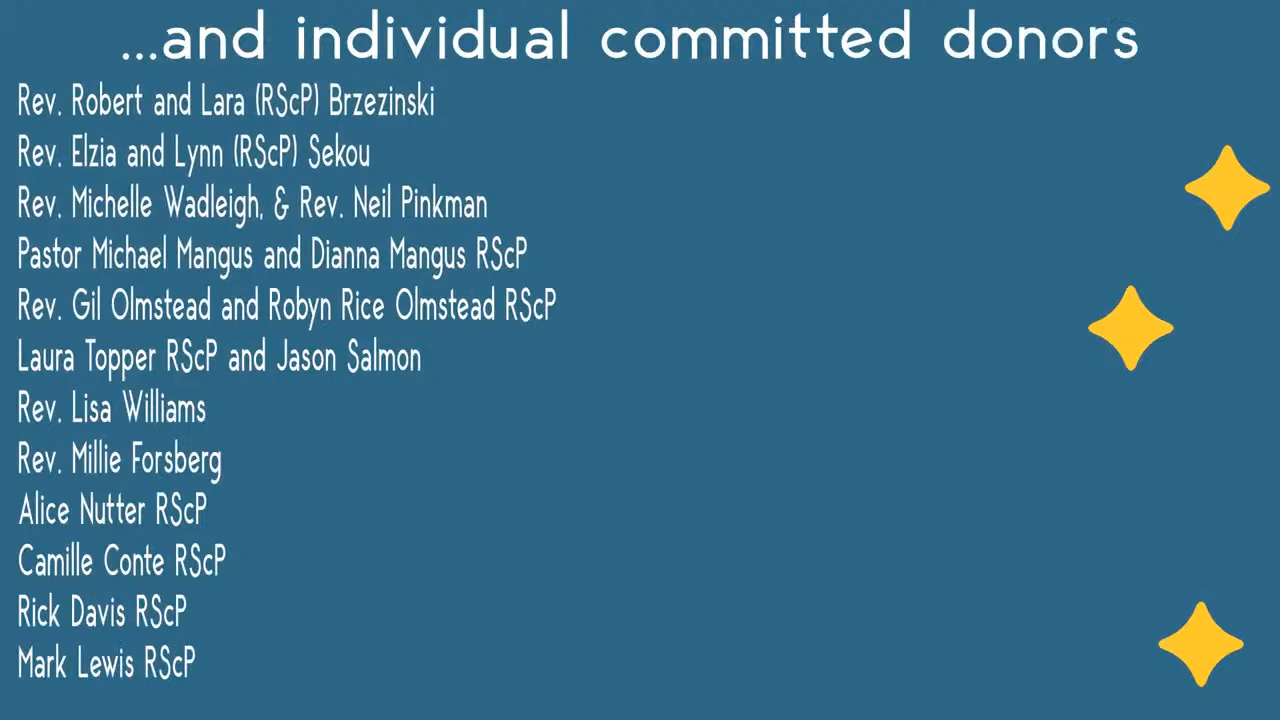 ...and individual committed donors
Rev. Robert and Lara (RScP) Brzezinski
Rev. Elzia and Lynn (RScP) Sekou
Rev. Michelle Wadleigh, & Rev. Neil Pinkman
Pastor Michael Mangus and Dianna Mangus RScP
Rev. Gil Olmstead and Robyn Rice Olmstead RScP
Laura Topper RScP and Jason Salmon
Rev. Lisa Williams
Rev. Millie Forsberg
Alice Nutter RScP
Camille Conte RScP
Rick Davis RScP
Mark Lewis RScP